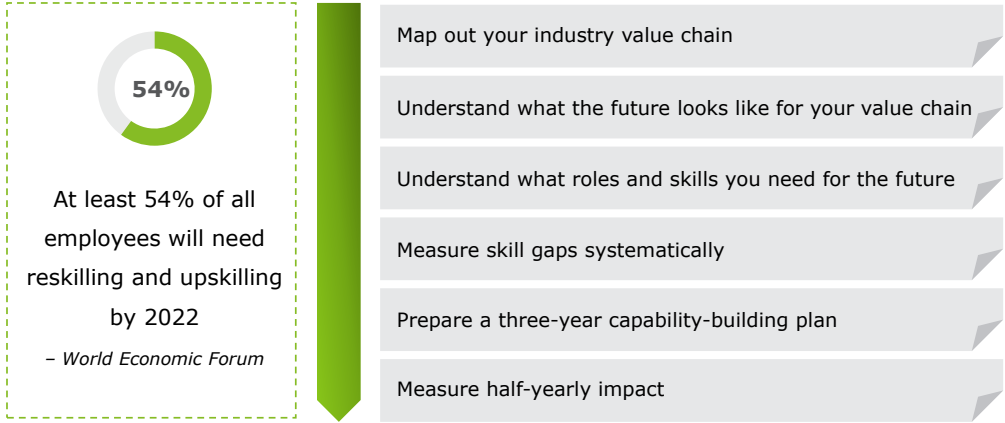 54%
At least 54% of all
employees will need
reskilling and upskilling
by 2022
– World Economic Forum
Map out your industry value chain
Understand what the future looks like for your value chain
Understand what roles and skills you need for the future
Measure skill gaps systematically
Prepare a three-year capability-building plan
Measure half-yearly impact